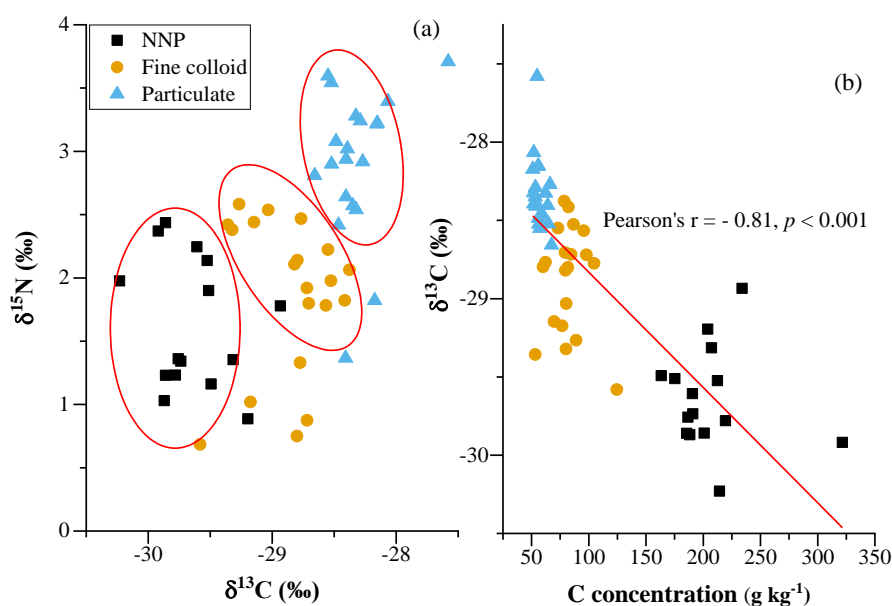 (a)
NNP
Fine colloid
Particulate
4
3
2
1
0
δ¹⁵N (‰)
-30
-29
-28
δ¹³C (‰)
(b)
Pearson's r = - 0.81, p < 0.001
-28
-29
-30
δ¹³C (‰)
50
100
150
200
250
300
350
C concentration (g kg⁻¹)